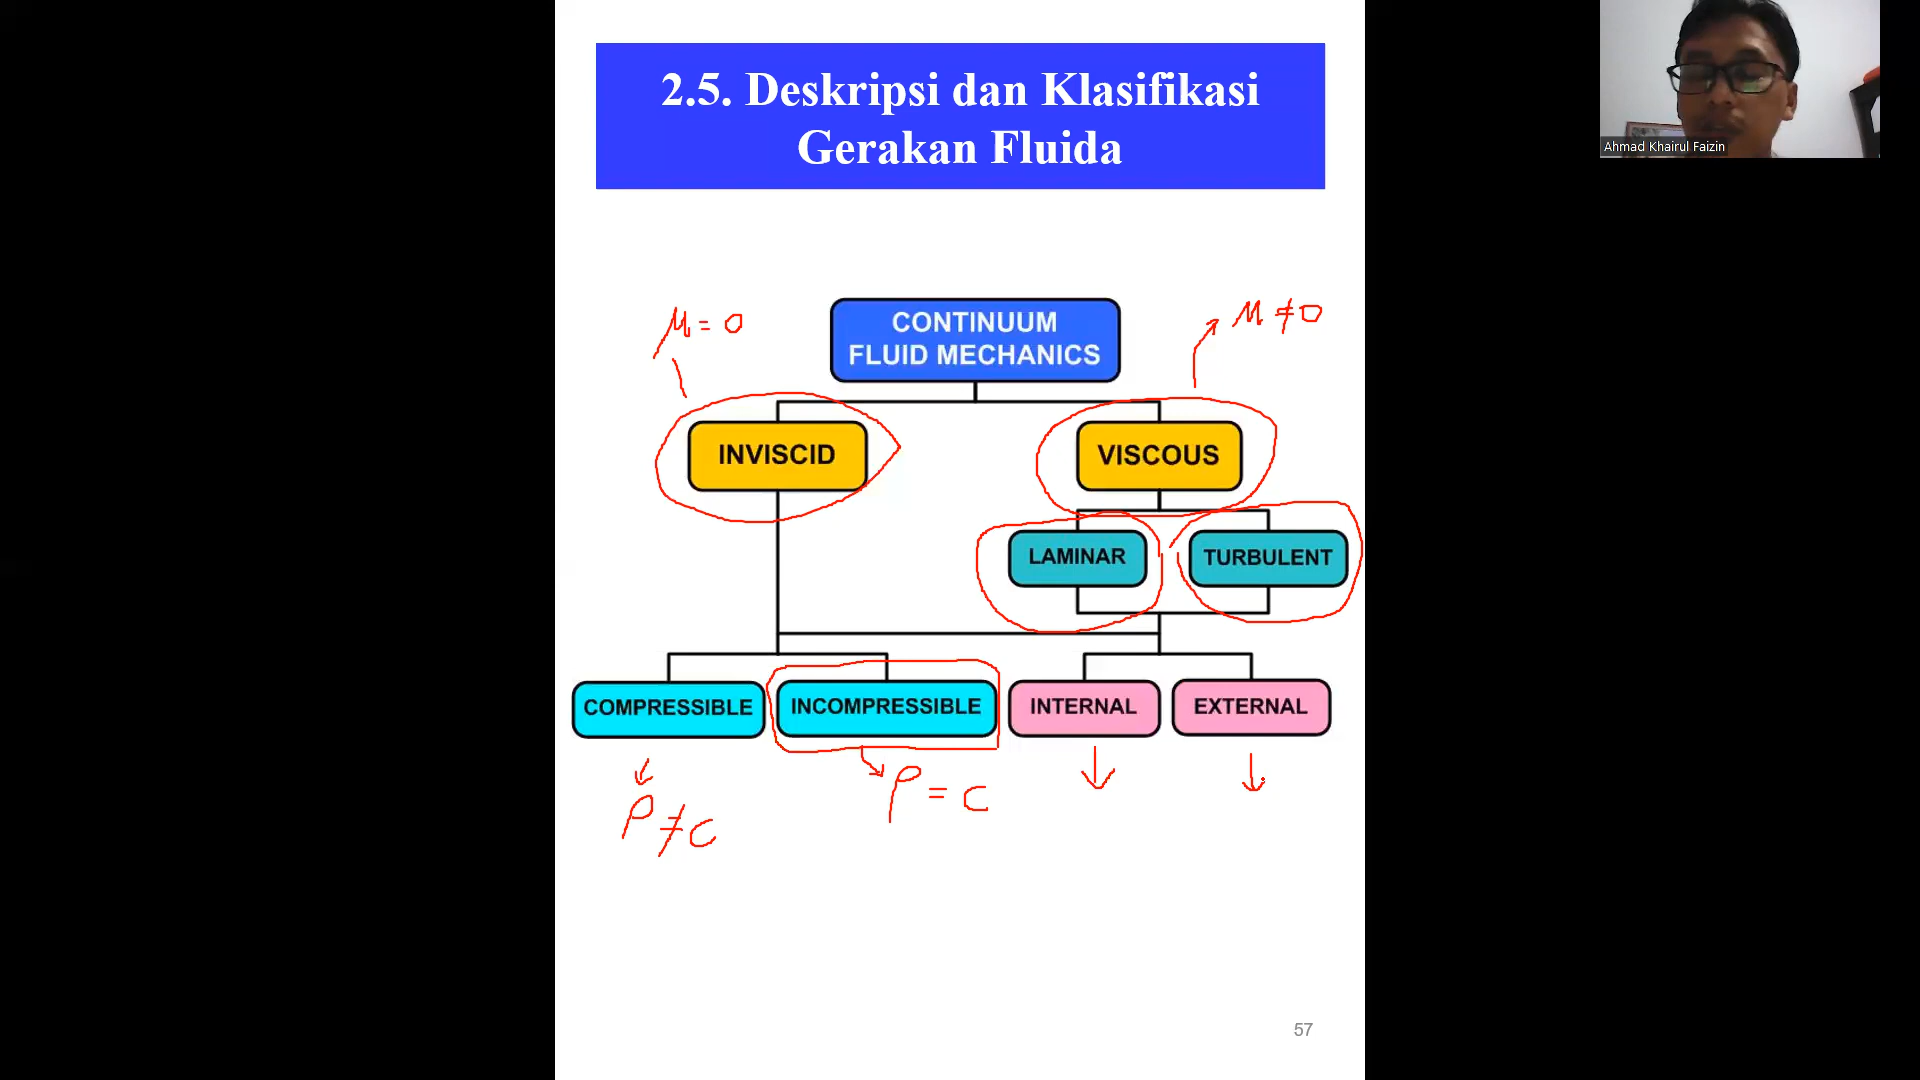 2.5. Deskripsi dan Klasifikasi
Gerakan Fluida
Ahmad Khairul Faizin
μ = 0
μ ≠ 0
CONTINUUM
FLUID MECHANICS
INVISCID
VISCOUS
LAMINAR
TURBULENT
COMPRESSIBLE
INCOMPRESSIBLE
INTERNAL
EXTERNAL
ρ ≠ C
ρ = C
57